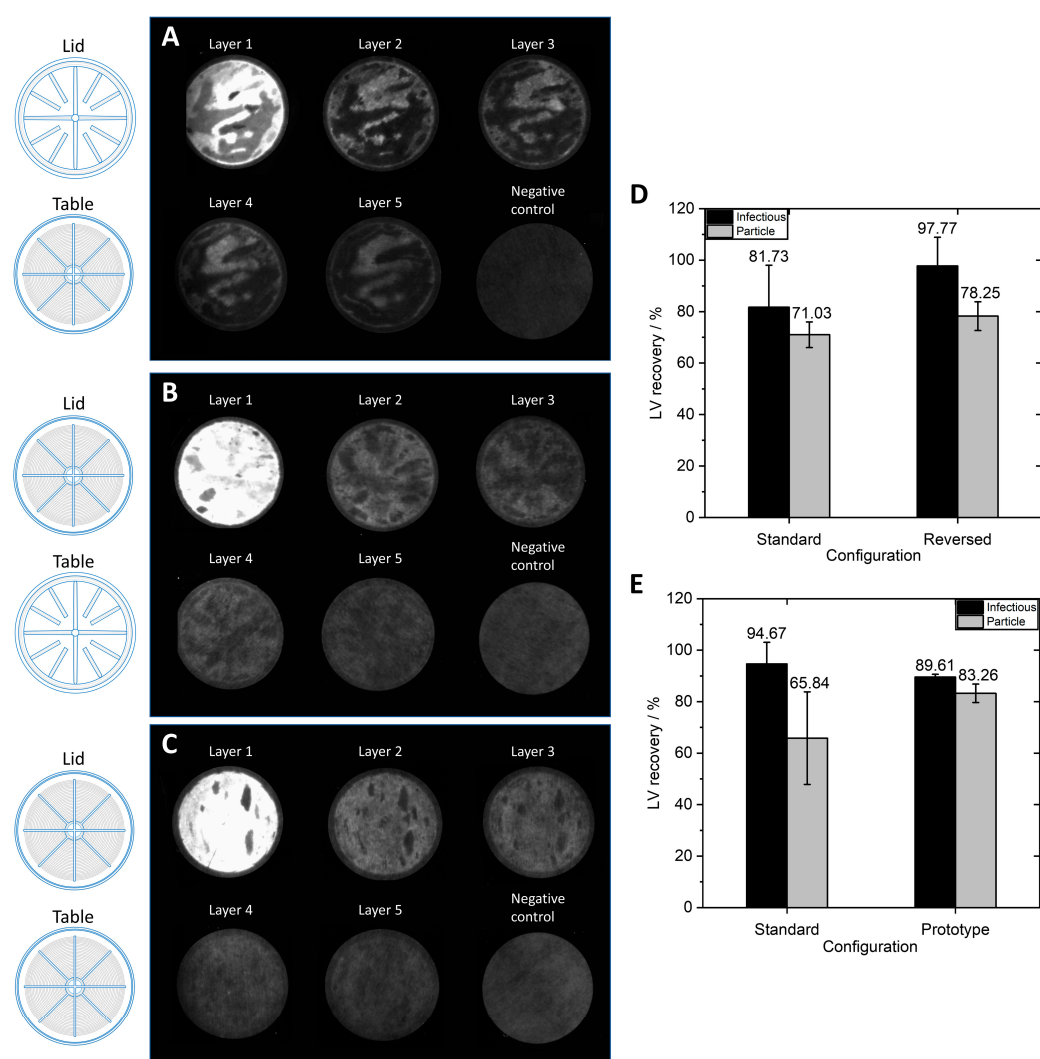 A
Lid
Layer 1
Layer 2
Layer 3
Table
Layer 4
Layer 5
Negative
control
B
Lid
Layer 1
Layer 2
Layer 3
Table
Layer 4
Layer 5
Negative
control
C
Lid
Layer 1
Layer 2
Layer 3
Table
Layer 4
Layer 5
Negative
control
D
120
100
80
60
40
20
0
LV recovery / %
Infectious
Particle
81.73
71.03
97.77
78.25
Standard
Reversed
Configuration
E
120
100
80
60
40
20
0
LV recovery / %
Infectious
Particle
94.67
65.84
89.61
83.26
Standard
Prototype
Configuration